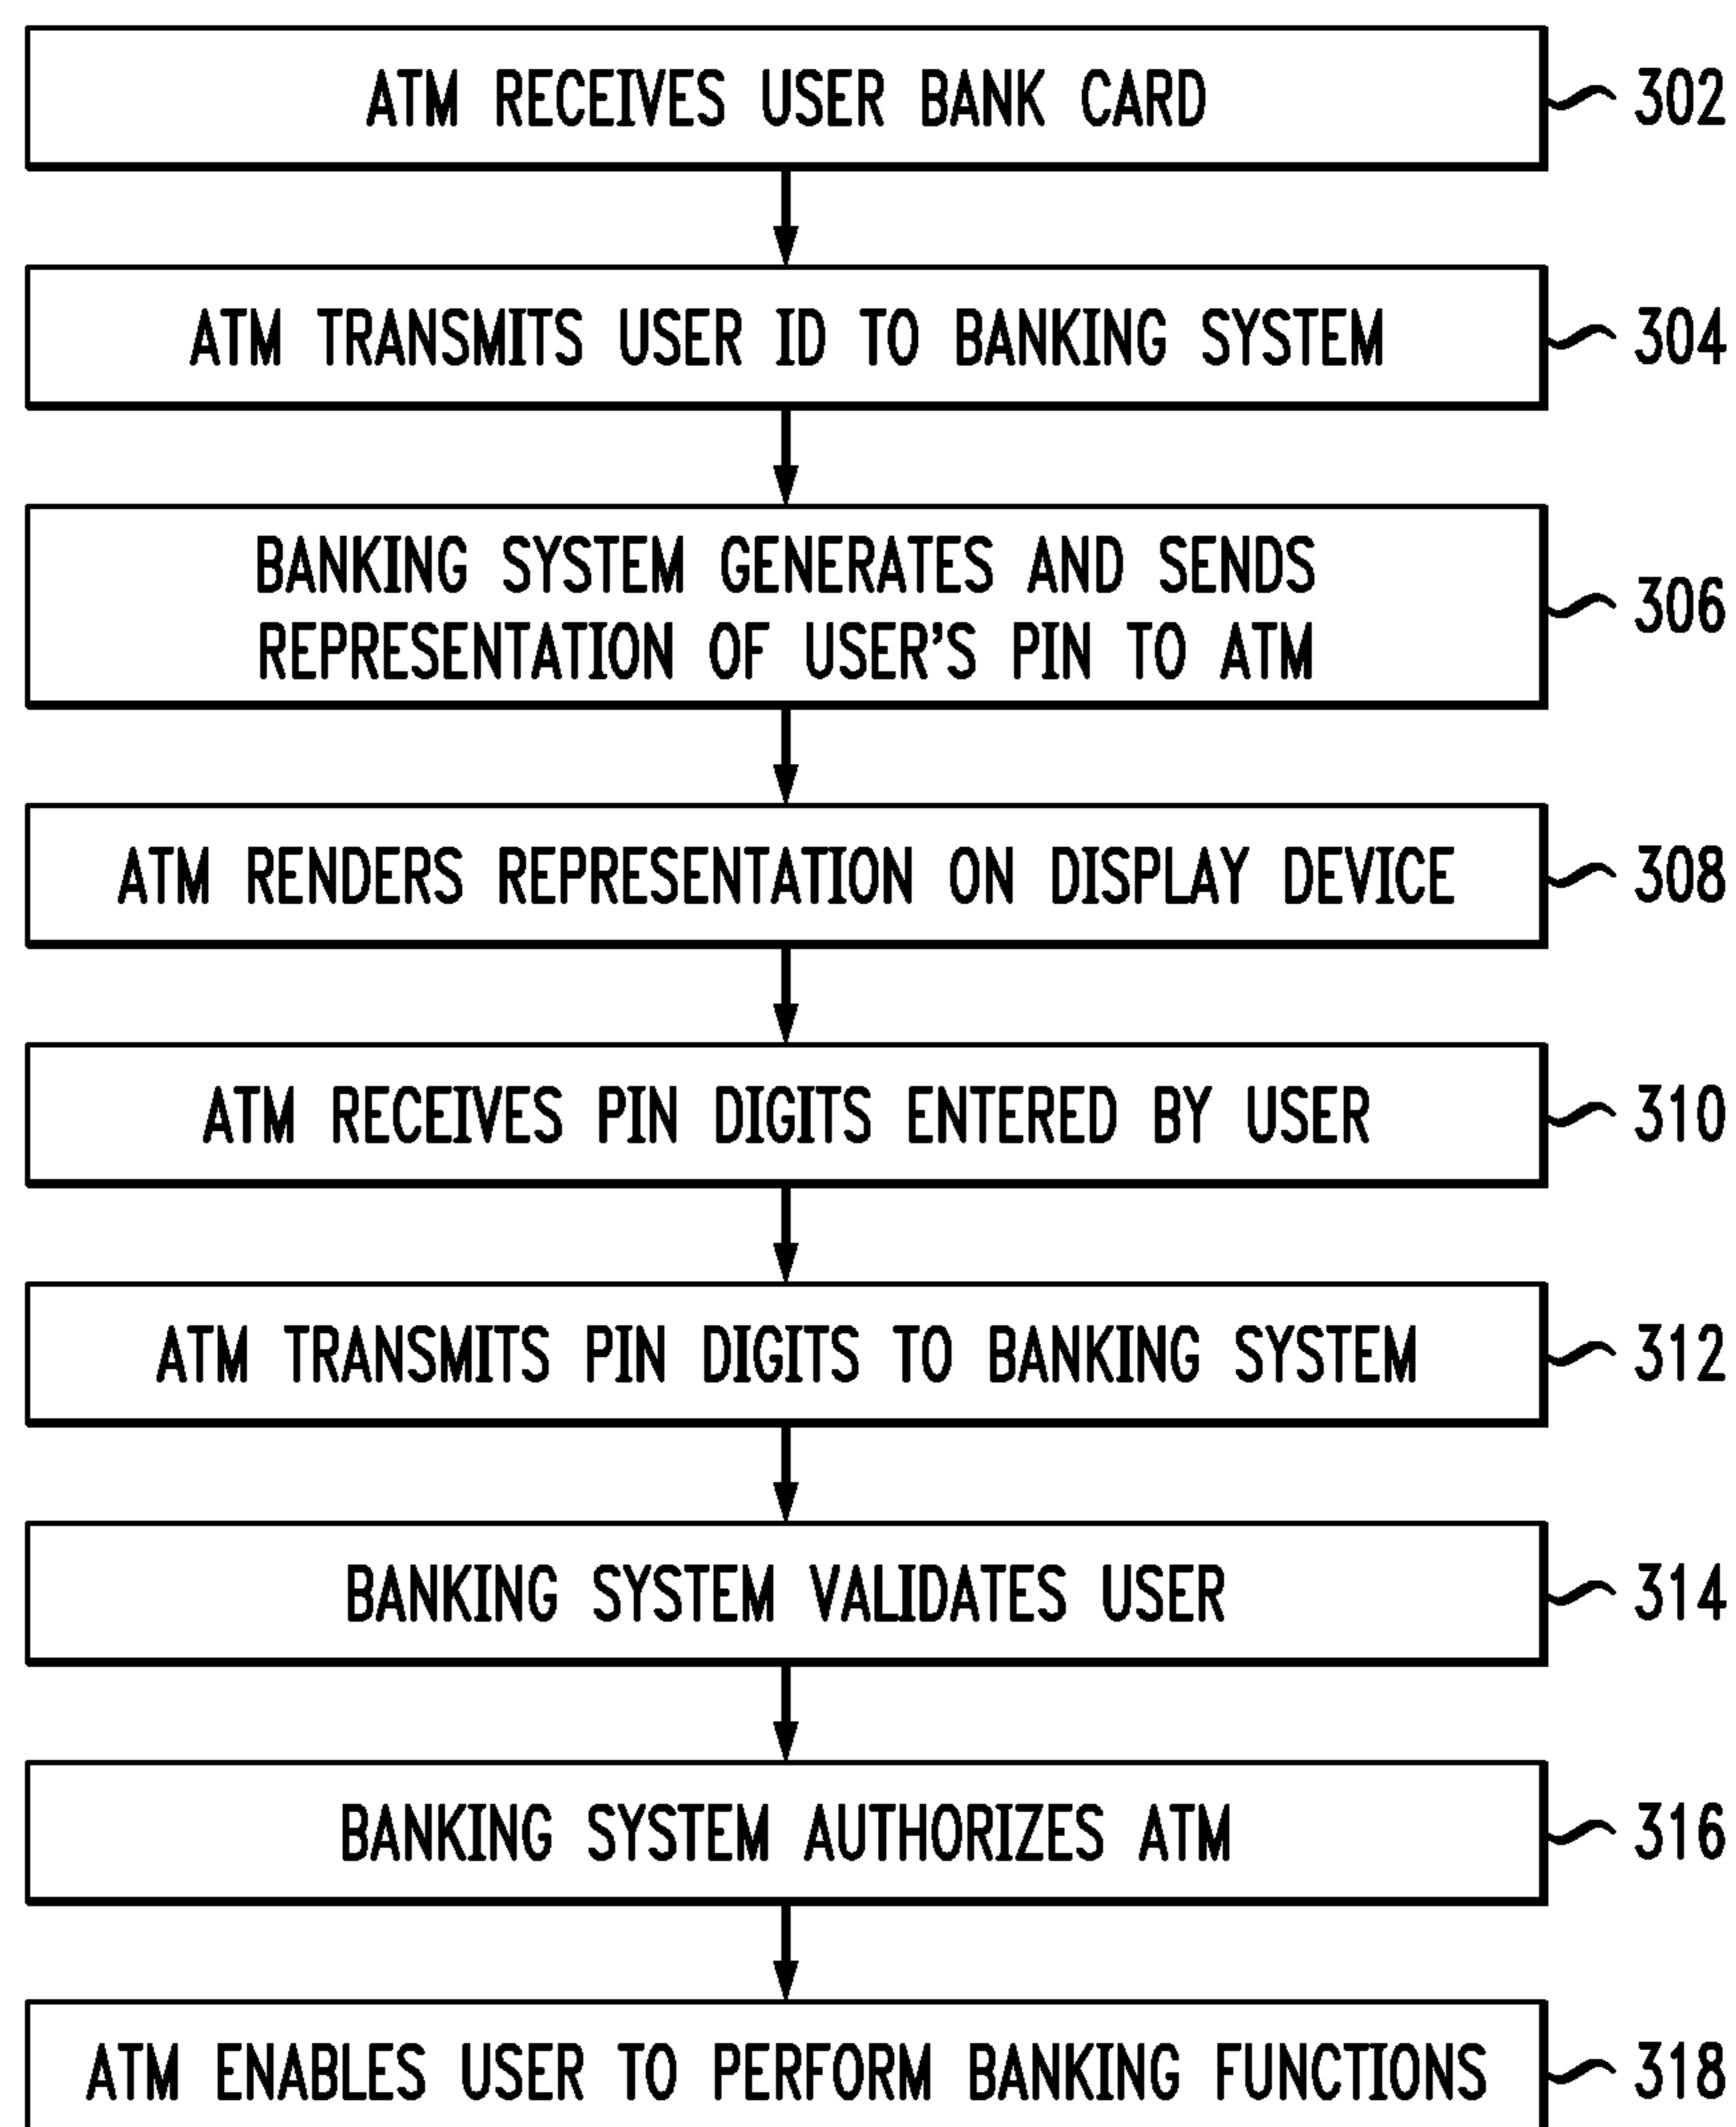 ATM RECEIVES USER BANK CARD
302
ATM TRANSMITS USER ID TO BANKING SYSTEM
304
BANKING SYSTEM GENERATES AND SENDS
REPRESENTATION OF USER'S PIN TO ATM
306
ATM RENDERS REPRESENTATION ON DISPLAY DEVICE
308
ATM RECEIVES PIN DIGITS ENTERED BY USER
310
ATM TRANSMITS PIN DIGITS TO BANKING SYSTEM
312
BANKING SYSTEM VALIDATES USER
314
BANKING SYSTEM AUTHORIZES ATM
316
ATM ENABLES USER TO PERFORM BANKING FUNCTIONS
318